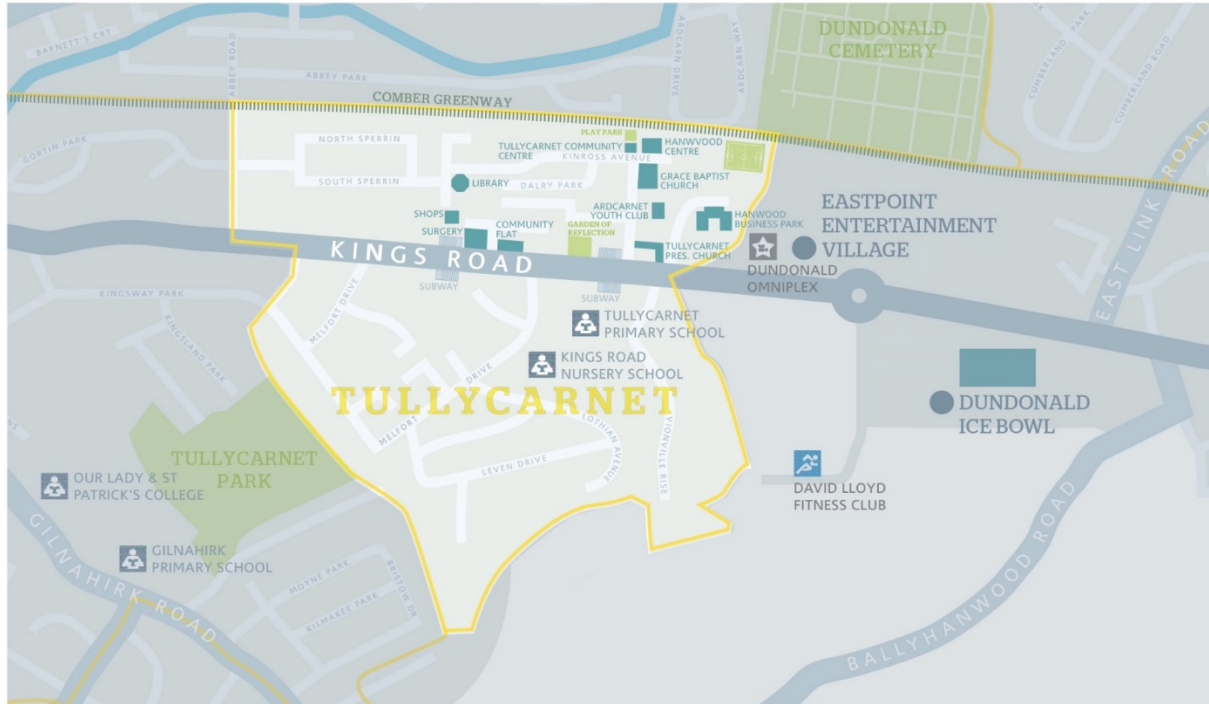 BARNETT'S CRT
ABBEY ROAD
ABBEY PARK
ARDCARN DRIVE
ARDCARN WAY
DUNDONALD
CEMETERY
CUMBERLAND PARK
CUMBERLAND ROAD
COMBER GREENWAY
GORTIN PARK
NORTH SPERRIN
SOUTH SPERRIN
PLAY PARK
TULLYCARNET COMMUNITY
CENTRE
KINROSS AVENUE
HANWVOOD
CENTRE
LIBRARY
DALRY PARK
GRACE BAPTIST
CHURCH
SHOPS
SURGERY
COMMUNITY
FLAT
ARDCARNET
YOUTH CLUB
GARDEN OF
REFLECTION
HANWOOD
BUSINESS PARK
TULLYCARNET
PRES. CHURCH
EASTPOINT
ENTERTAINMENT
VILLAGE
EAST LINK ROAD
DUNDONALD
OMNIPLEX
KINGS ROAD
SUBWAY
SUBWAY
KINGSWAY PARK
KINGSLAND PARK
MELFORT DRIVE
TULLYCARNET
PRIMARY SCHOOL
KINGS ROAD
NURSERY SCHOOL
TULLYCARNET
MELFORT DRIVE
LOTHIAN AVENUE
VIONVILLE RISE
LEVEN DRIVE
DUNDONALD
ICE BOWL
TULLYCARNET
PARK
OUR LADY & ST
PATRICK'S COLLEGE
DAVID LLOYD
FITNESS CLUB
GILNAHIRK
PRIMARY SCHOOL
GILNAHIRK ROAD
MOYNE PARK
KILMAKEE PARK
BRISTOW DR
BALLYHANWOOD ROAD